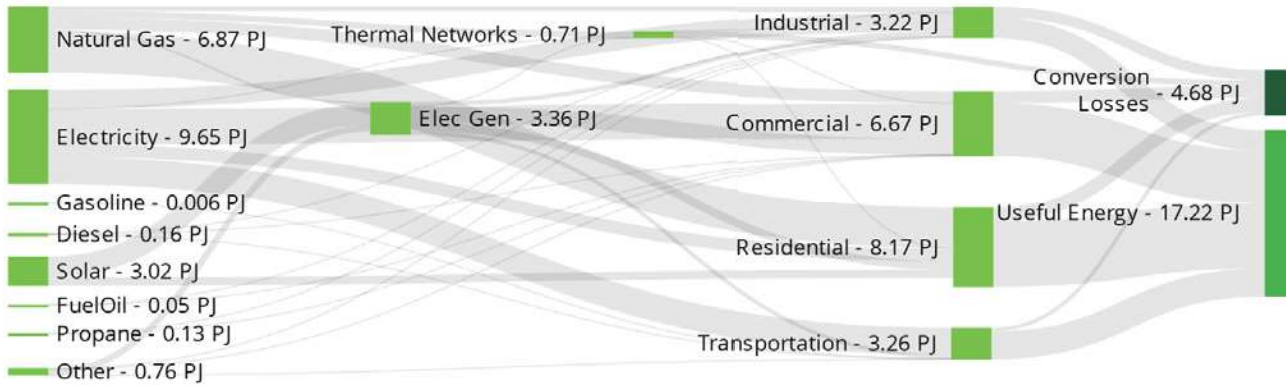 Natural Gas - 6.87 PJ
Electricity - 9.65 PJ
Gasoline - 0.006 PJ
Diesel - 0.16 PJ
Solar - 3.02 PJ
FuelOil - 0.05 PJ
Propane - 0.13 PJ
Other - 0.76 PJ
Elec Gen - 3.36 PJ
Thermal Networks - 0.71 PJ
Industrial - 3.22 PJ
Commercial - 6.67 PJ
Residential - 8.17 PJ
Transportation - 3.26 PJ
Conversion
Losses - 4.68 PJ
Useful Energy - 17.22 PJ